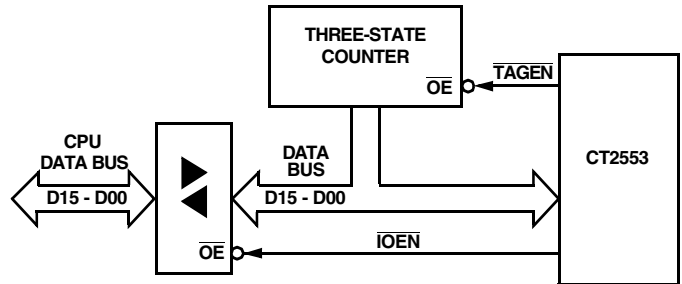 THREE-STATE
COUNTER
OE
TAGEN
CT2553
CPU
DATA BUS
D15 - D00
DATA
BUS
D15 - D00
OE
IOEN